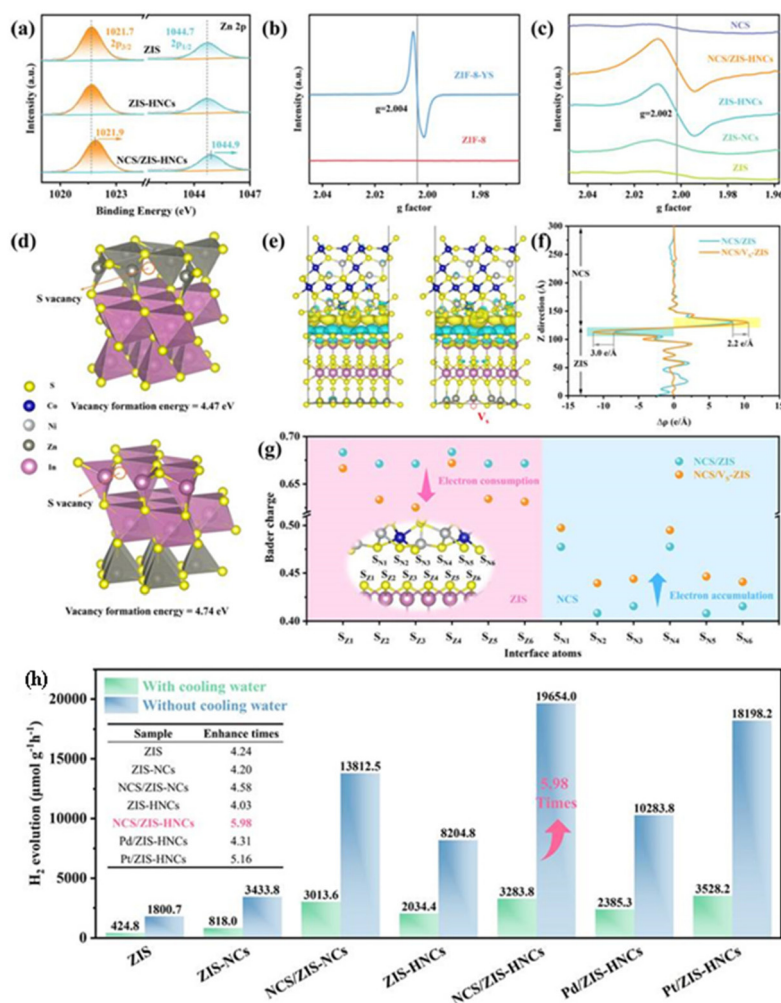 (a)
1021.7
2p3/2
1044.7
2p1/2
Zn 2p
ZIS
ZIS-HNCs
1021.9
1044.9
NCS/ZIS-HNCs
Intensity (a.u.)
1020 1023 1044 1047
Binding Energy (eV)
(b)
ZIF-8-YS
g=2.004
ZIF-8
Intensity (a.u.)
2.04 2.02 2.00 1.98
g factor
(c)
NCS
NCS/ZIS-HNCs
ZIS-HNCs
g=2.002
ZIS-NCs
ZIS
Intensity (a.u.)
2.04 2.02 2.00 1.98 1.96
g factor
(d)
S vacancy
Vacancy formation energy = 4.47 eV
S
Co
Ni
Zn
In
S vacancy
Vacancy formation energy = 4.74 eV
(e)
Vs
(f)
NCS/ZIS
NCS/VS-ZIS
NCS
ZIS
3.0 e/Å
2.2 e/Å
Z direction (Å)
300
250
200
150
100
50
0
-15 -10 -5 0 5 10 15
Δρ (e/Å)
(g)
NCS/ZIS
NCS/VS-ZIS
Electron consumption
SN1 SN2 SN3 SN4 SN5 SN6
SZ1 SZ2 SZ3 SZ4 SZ5 SZ6
ZIS
NCS
Electron accumulation
Bader charge
0.70
0.65
0.50
0.45
0.40
SZ1 SZ2 SZ3 SZ4 SZ5 SZ6 SN1 SN2 SN3 SN4 SN5 SN6
Interface atoms
(h)
With cooling water
Without cooling water
Sample Enhance times
ZIS 4.24
ZIS-NCs 4.20
NCS/ZIS-NCs 4.58
ZIS-HNCs 4.03
NCS/ZIS-HNCs 5.98
Pd/ZIS-HNCs 4.31
Pt/ZIS-HNCs 5.16
5.98
Times
H2 evolution (μmol g-1h-1)
20000
15000
10000
5000
0
424.8 1800.7
818.0 3433.8
3013.6 13812.5
2034.4 8204.8
3283.8 19654.0
2385.3 10283.8
3528.2 18198.2
ZIS ZIS-NCs NCS/ZIS-NCs ZIS-HNCs NCS/ZIS-HNCs Pd/ZIS-HNCs Pt/ZIS-HNCs